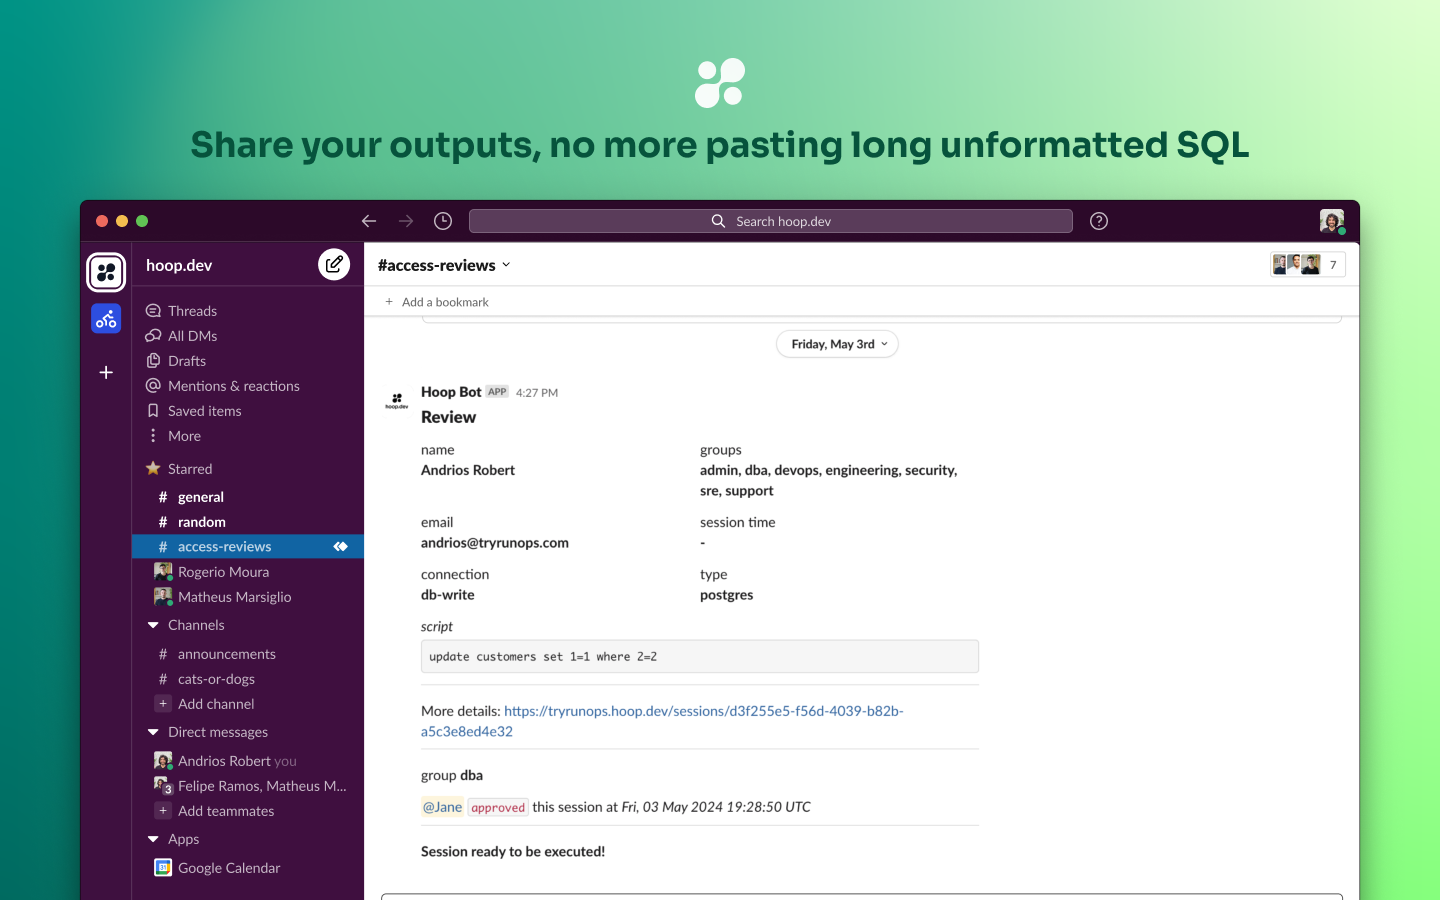 Share your outputs, no more pasting long unformatted SQL
Search hoop.dev
hoop.dev
Threads
All DMs
Drafts
Mentions & reactions
Saved items
More
Starred
# general
# random
# access-reviews
Rogerio Moura
Matheus Marsiglio
Channels
# announcements
# cats-or-dogs
+ Add channel
Direct messages
Andrios Robert you
3 Felipe Ramos, Matheus M...
+ Add teammates
Apps
31 Google Calendar
#access-reviews
7
+ Add a bookmark
Friday, May 3rd
hoop.dev
Hoop Bot APP 4:27 PM
Review
name
Andrios Robert
groups
admin, dba, devops, engineering, security,
sre, support
email
andrios@tryrunops.com
session time
-
connection
db-write
type
postgres
script
update customers set 1=1 where 2=2
More details: https://tryrunops.hoop.dev/sessions/d3f255e5-f56d-4039-b82b-
a5c3e8ed4e32
group dba
@Jane approved this session at Fri, 03 May 2024 19:28:50 UTC
Session ready to be executed!